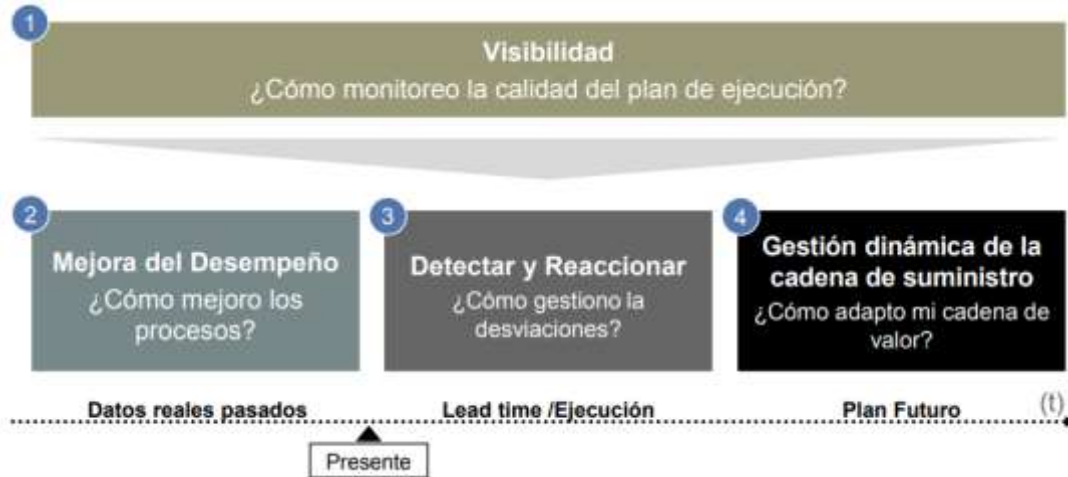 1
Visibilidad
¿Cómo monitoreo la calidad del plan de ejecución?
2
Mejora del Desempeño
¿Cómo mejoro los
procesos?
3
Detectar y Reaccionar
¿Cómo gestiono la
desviaciones?
4
Gestión dinámica de la
cadena de suministro
¿Cómo adapto mi cadena de
valor?
Datos reales pasados
Lead time /Ejecución
Plan Futuro
(t)
Presente